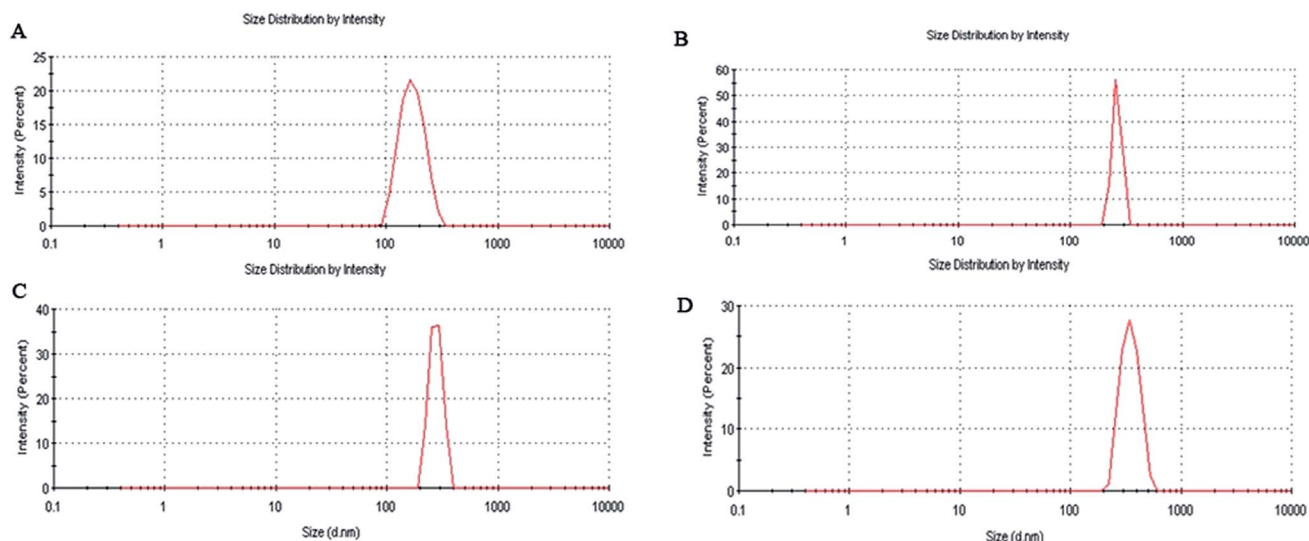 A
Size Distribution by Intensity
Intensity (Percent)
25
20
15
10
5
0
0.1 1 10 100 1000 10000
B
Size Distribution by Intensity
Intensity (Percent)
60
50
40
30
20
10
0
0.1 1 10 100 1000 10000
C
Size Distribution by Intensity
Intensity (Percent)
40
30
20
10
0
0.1 1 10 100 1000 10000
Size (d.nm)
D
Size Distribution by Intensity
Intensity (Percent)
30
20
10
0
0.1 1 10 100 1000 10000
Size (d.nm)